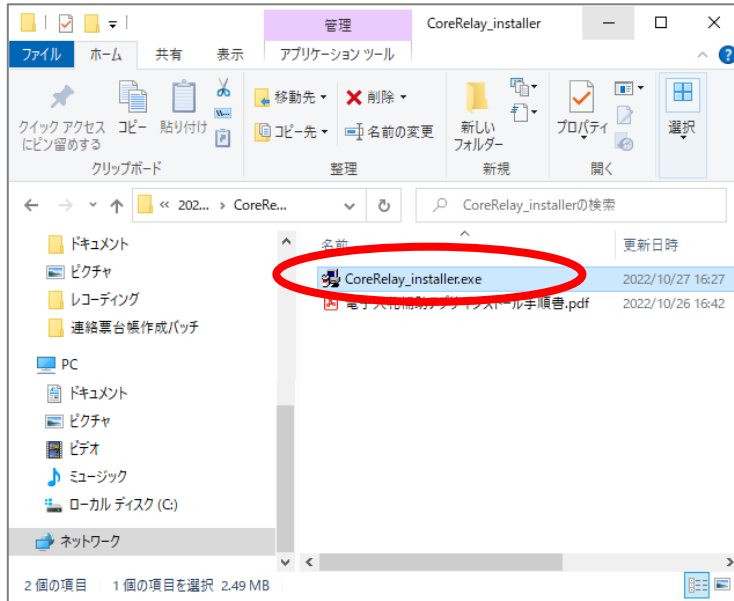 管理
CoreRelay_installer
ファイル
ホーム
共有
表示
アプリケーション ツール
クイック アクセス
にピン留めする
コピー
貼り付け
クリップボード
移動先
削除
コピー先
名前の変更
整理
新しい
フォルダー
新規
プロパティ
開く
選択
« 202... › CoreRe...
CoreRelay_installerの検索
ドキュメント
ピクチャ
レコーディング
連絡票台帳作成バッチ
PC
ドキュメント
ピクチャ
ビデオ
ミュージック
ローカル ディスク (C:)
ネットワーク
名前
更新日時
CoreRelay_installer.exe
2022/10/27 16:27
電子入札補助アプリインストール手順書.pdf
2022/10/26 16:42
2 個の項目
1 個の項目を選択 2.49 MB